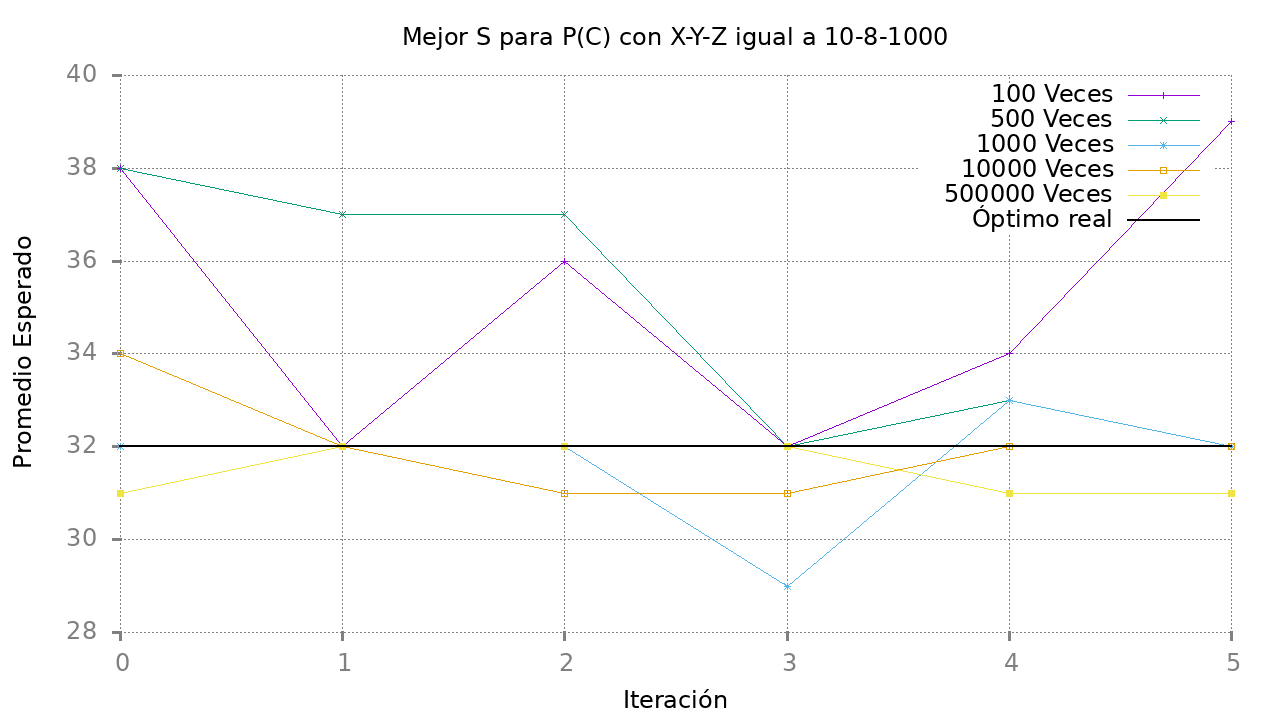 Mejor S para P(C) con X-Y-Z igual a 10-8-1000
Promedio Esperado
40
38
36
34
32
30
28
100 Veces
500 Veces
1000 Veces
10000 Veces
500000 Veces
Óptimo real
0 1 2 3 4 5
Iteración